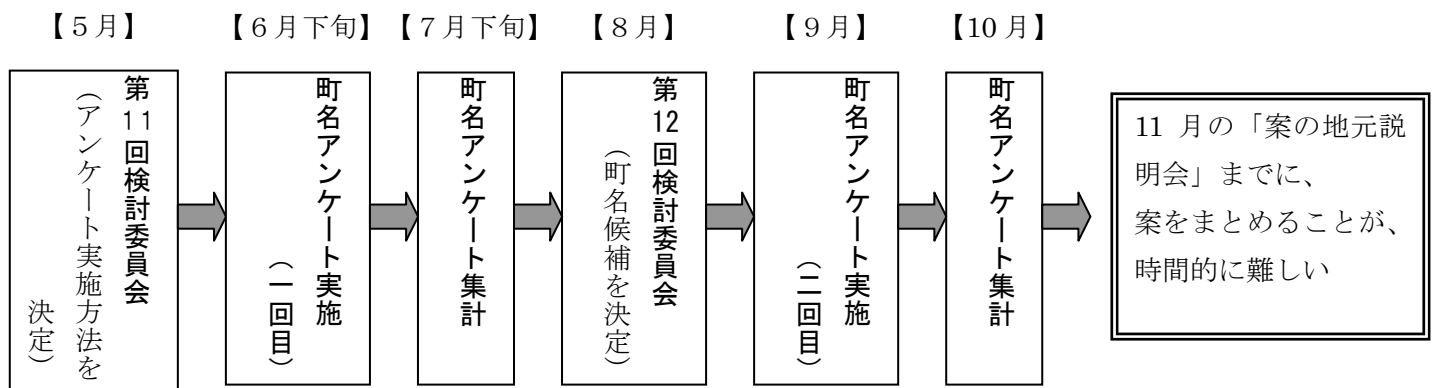 【５月】
【６月下旬】
【７月下旬】
【８月】
【９月】
【10 月】
第11回検討委員会
（アンケート実施方法を
決定）
町名アンケート実施
（一回目）
町名アンケート集計
第12回検討委員会
（町名候補を決定）
町名アンケート実施
（二回目）
町名アンケート集計
11 月の「案の地元説
明会」までに、
案をまとめることが、
時間的に難しい